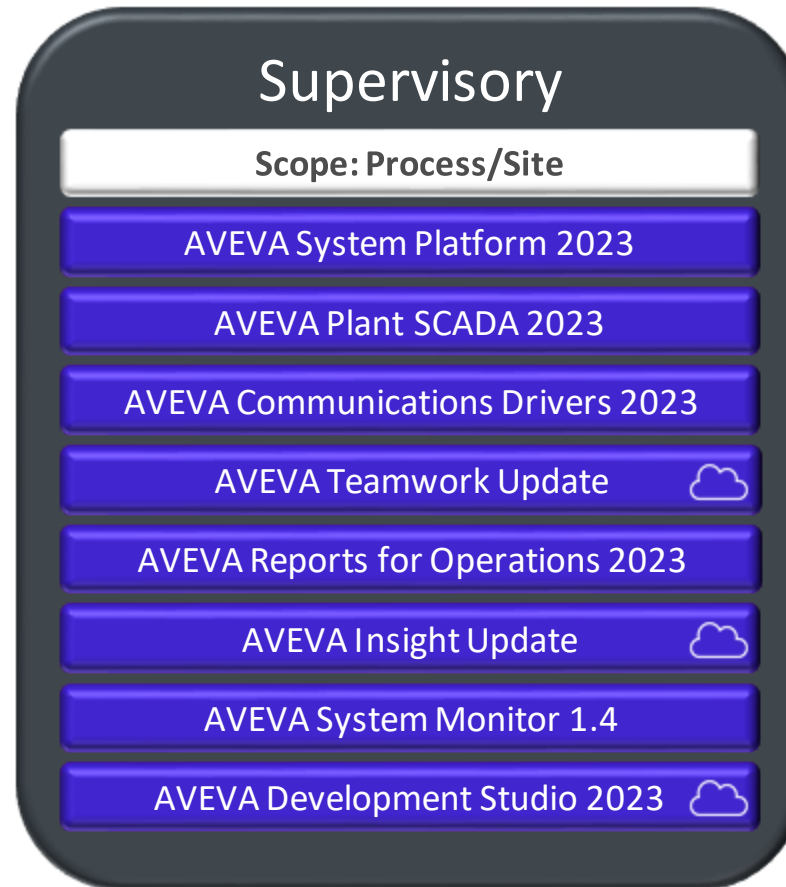 Supervisory
Scope: Process/Site
AVEVA System Platform 2023
AVEVA Plant SCADA 2023
AVEVA Communications Drivers 2023
AVEVA Teamwork Update
AVEVA Reports for Operations 2023
AVEVA Insight Update
AVEVA System Monitor 1.4
AVEVA Development Studio 2023